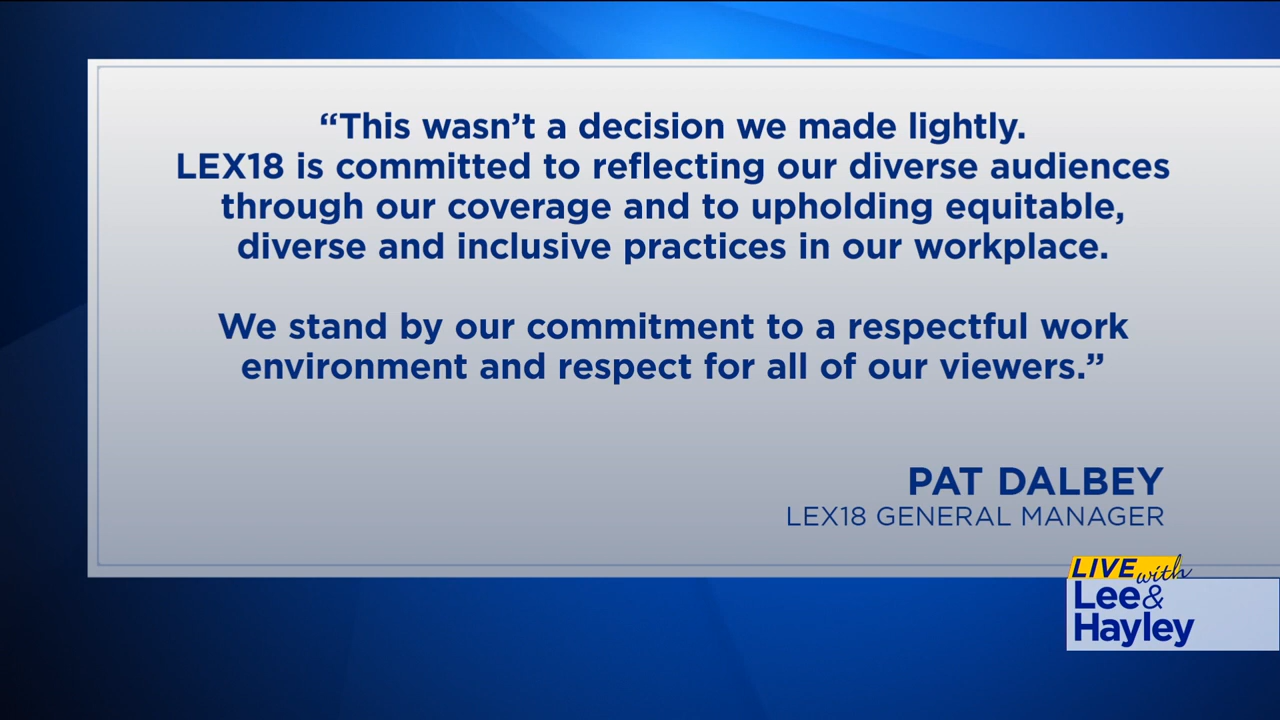 “This wasn’t a decision we made lightly.
LEX18 is committed to reflecting our diverse audiences
through our coverage and to upholding equitable,
diverse and inclusive practices in our workplace.
We stand by our commitment to a respectful work
environment and respect for all of our viewers.”
PAT DALBEY
LEX18 GENERAL MANAGER
LIVE with
Lee&
Hayley